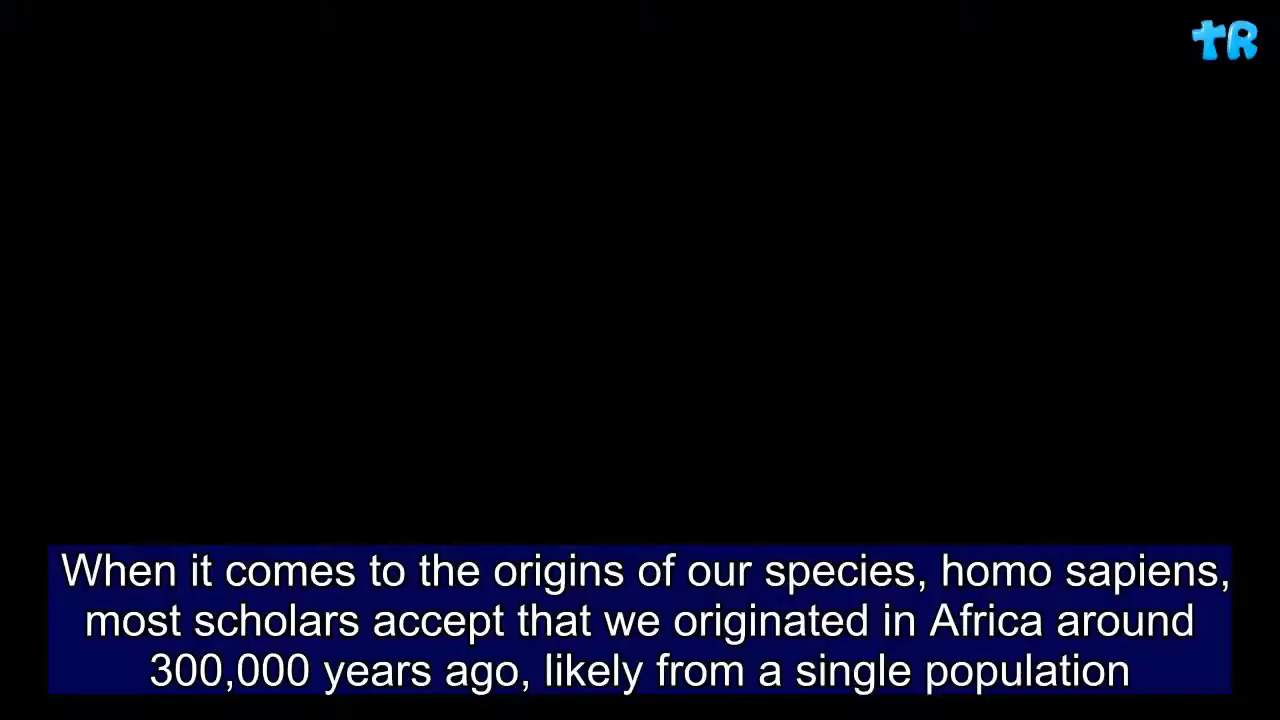 TR
When it comes to the origins of our species, homo sapiens,
most scholars accept that we originated in Africa around
300,000 years ago, likely from a single population